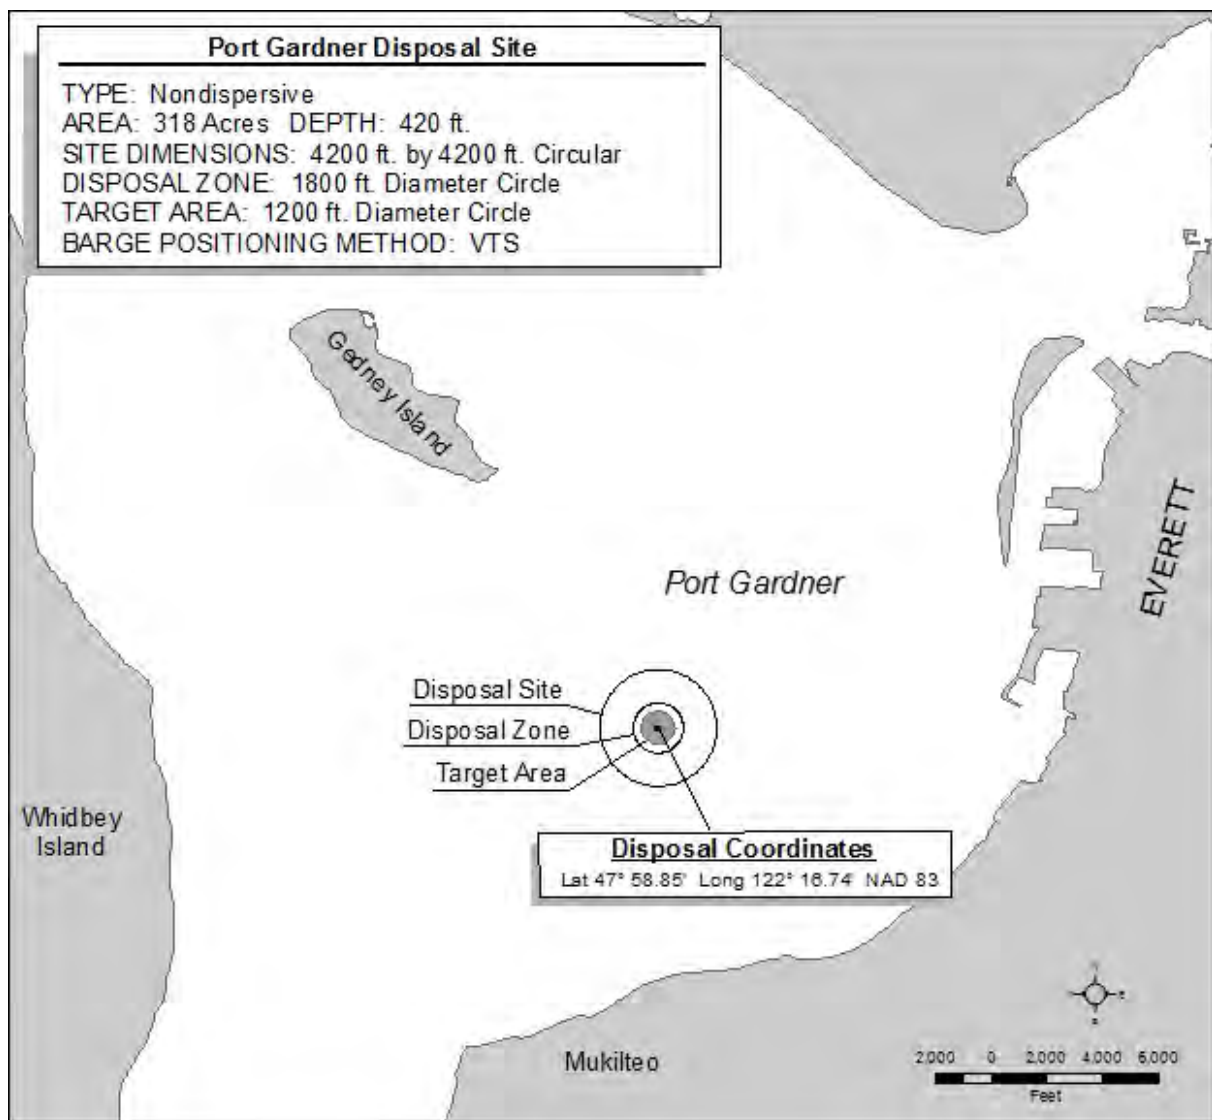 Port Gardner Disposal Site
TYPE: Nondispersive
AREA: 318 Acres DEPTH: 420 ft.
SITE DIMENSIONS: 4200 ft. by 4200 ft. Circular
DISPOSAL ZONE: 1800 ft. Diameter Circle
TARGET AREA: 1200 ft. Diameter Circle
BARGE POSITIONING METHOD: VTS
Gedney Island
EVERETT
Port Gardner
Disposal Site
Disposal Zone
Target Area
Whidbey
Island
Disposal Coordinates
Lat 47° 58.85' Long 122° 16.74' NAD 83
Mukilteo
2,000 0 2,000 4,000 6,000
Feet